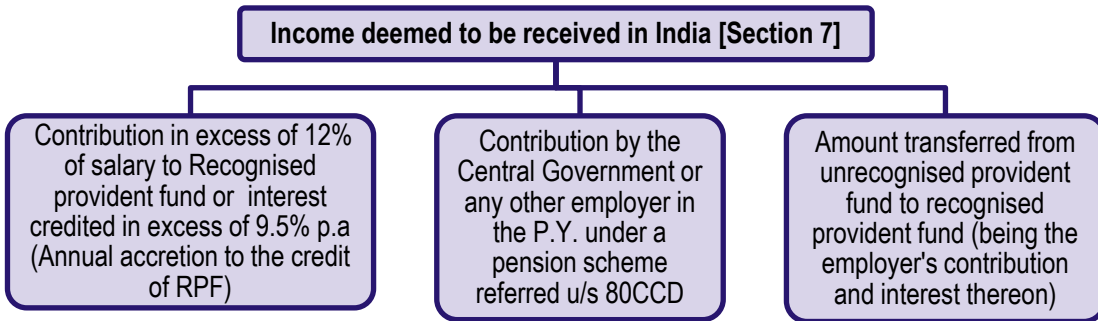 Income deemed to be received in India [Section 7]
Contribution in excess of 12%
of salary to Recognised
provident fund or interest
credited in excess of 9.5% p.a
(Annual accretion to the credit
of RPF)
Contribution by the
Central Government or
any other employer in
the P.Y. under a
pension scheme
referred u/s 80CCD
Amount transferred from
unrecognised provident
fund to recognised
provident fund (being the
employer's contribution
and interest thereon)